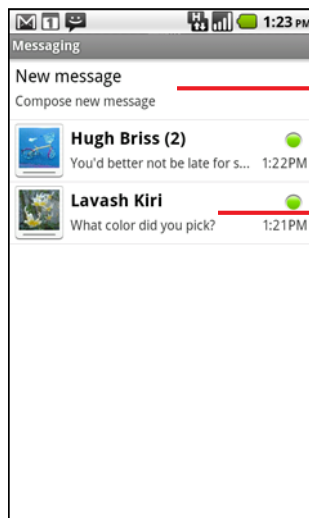 1 H 1:23 PM
Messaging
New message
Compose new message
Hugh Briss (2)
You'd better not be late for s... 1:22PM
Lavash Kiri
What color did you pick? 1:21PM